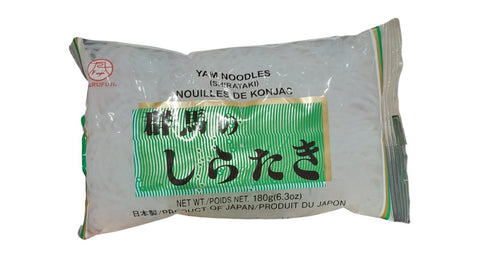 YAM NOODLES
(SHIRATAKI)
NOUILLES DE KONJAC
群馬の
しらたき
NET WT/POIDS NET. 180g(6.3oz)
日本製/PRODUCT OF JAPAN/PRODUIT DU JAPON